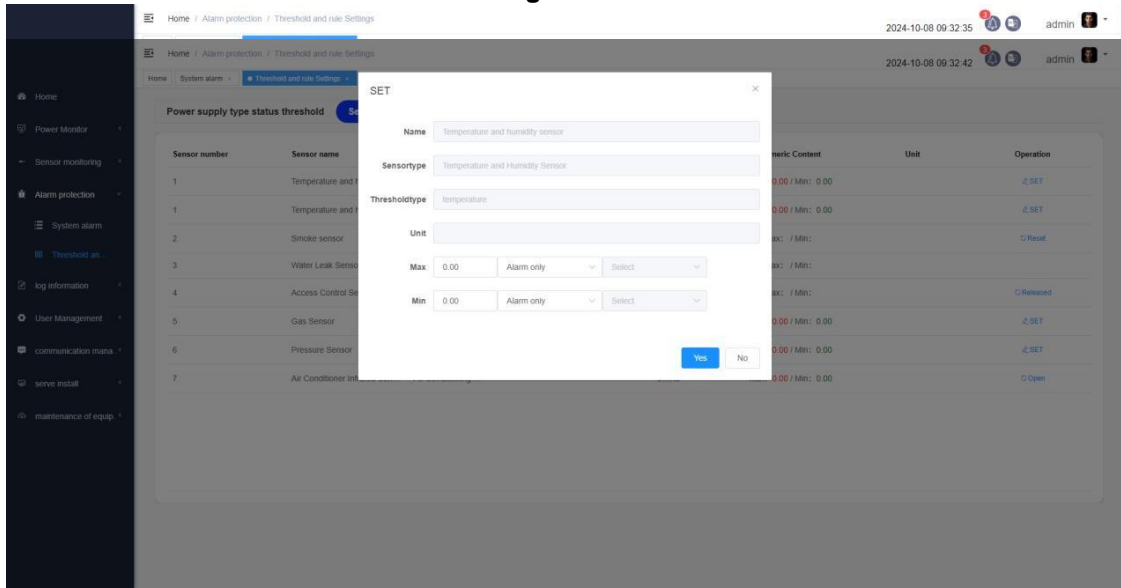 Home / Alarm protection / Threshold and rule Settings
2024-10-08 09:32:35 3 admin
Home / Alarm protection / Threshold and rule Settings
2024-10-08 09:32:42 3 admin
Home System alarm × Threshold and rule Settings ×
Home
Power Monitor
Sensor monitoring
Alarm protection
System alarm
Threshold an...
log information
User Management
communication mana..
serve install
maintenance of equip.
Power supply type status threshold
Sensor number Sensor name Content Unit Operation
1 Temperature and 0.00 / Min: 0.00 SET
1 Temperature and 0.00 / Min: 0.00 SET
2 Smoke sensor / Min: Reset
3 Water Leak Senso / Min:
4 Access Control Se / Min: Released
5 Gas Sensor 0.00 / Min: 0.00 SET
6 Pressure Sensor 0.00 / Min: 0.00 SET
7 Air Conditioner 0.00 / Min: 0.00 Open
SET ×
Name Temperature and humidity sensor
Sensortype Temperature and Humidity Sensor
Thresholdtype temperature
Unit
Max 0.00 Alarm only Select
Min 0.00 Alarm only Select
Yes No